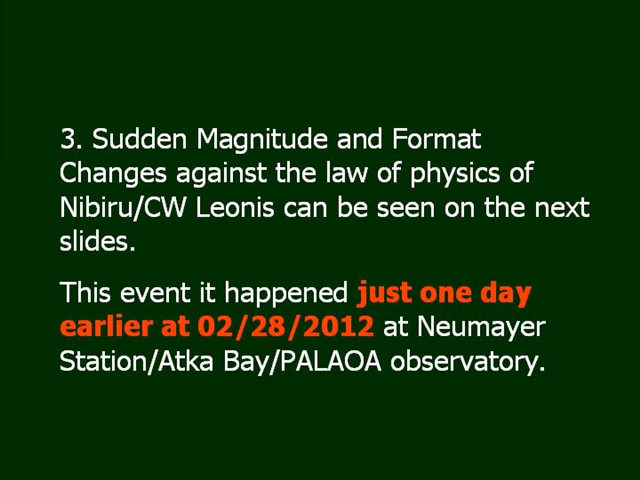 3. Sudden Magnitude and Format
Changes against the law of physics of
Nibiru/CW Leonis can be seen on the next
slides.
This event it happened just one day
earlier at 02/28/2012 at Neumayer
Station/Atka Bay/PALAOA observatory.